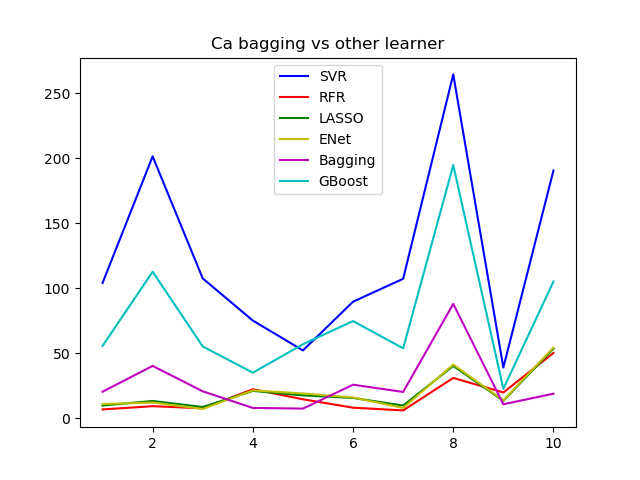 Ca bagging vs other learner
SVR
RFR
LASSO
ENet
Bagging
GBoost
250
200
150
100
50
0
2 4 6 8 10